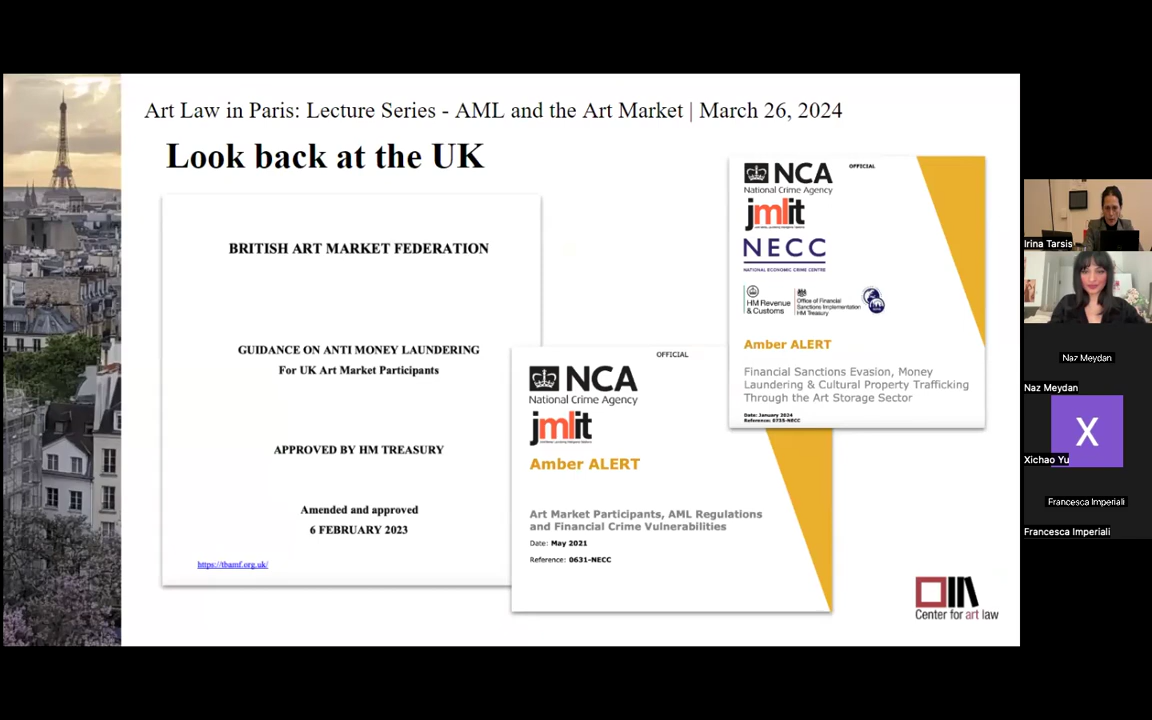 Art Law in Paris: Lecture Series - AML and the Art Market | March 26, 2024
Look back at the UK
BRITISH ART MARKET FEDERATION
GUIDANCE ON ANTI MONEY LAUNDERING
For UK Art Market Participants
APPROVED BY HM TREASURY
Amended and approved
6 FEBRUARY 2023
https://tbamf.org.uk/
OFFICIAL
NCA
National Crime Agency
jmlit
Amber ALERT
Art Market Participants, AML Regulations
and Financial Crime Vulnerabilities
Date: May 2021
Reference: 0631-NECC
OFFICIAL
NCA
National Crime Agency
jmlit
NECC
NATIONAL ECONOMIC CRIME CENTRE
HM Revenue
& Customs
Office of Financial
Sanctions Implementation
HM Treasury
Amber ALERT
Financial Sanctions Evasion, Money
Laundering & Cultural Property Trafficking
Through the Art Storage Sector
Date: January 2024
Reference: 0735-NECC
Center for art law
Irina Tarsis
Naz Meydan
Naz Meydan
X
Xichao Yu
Francesca Imperiali
Francesca Imperiali